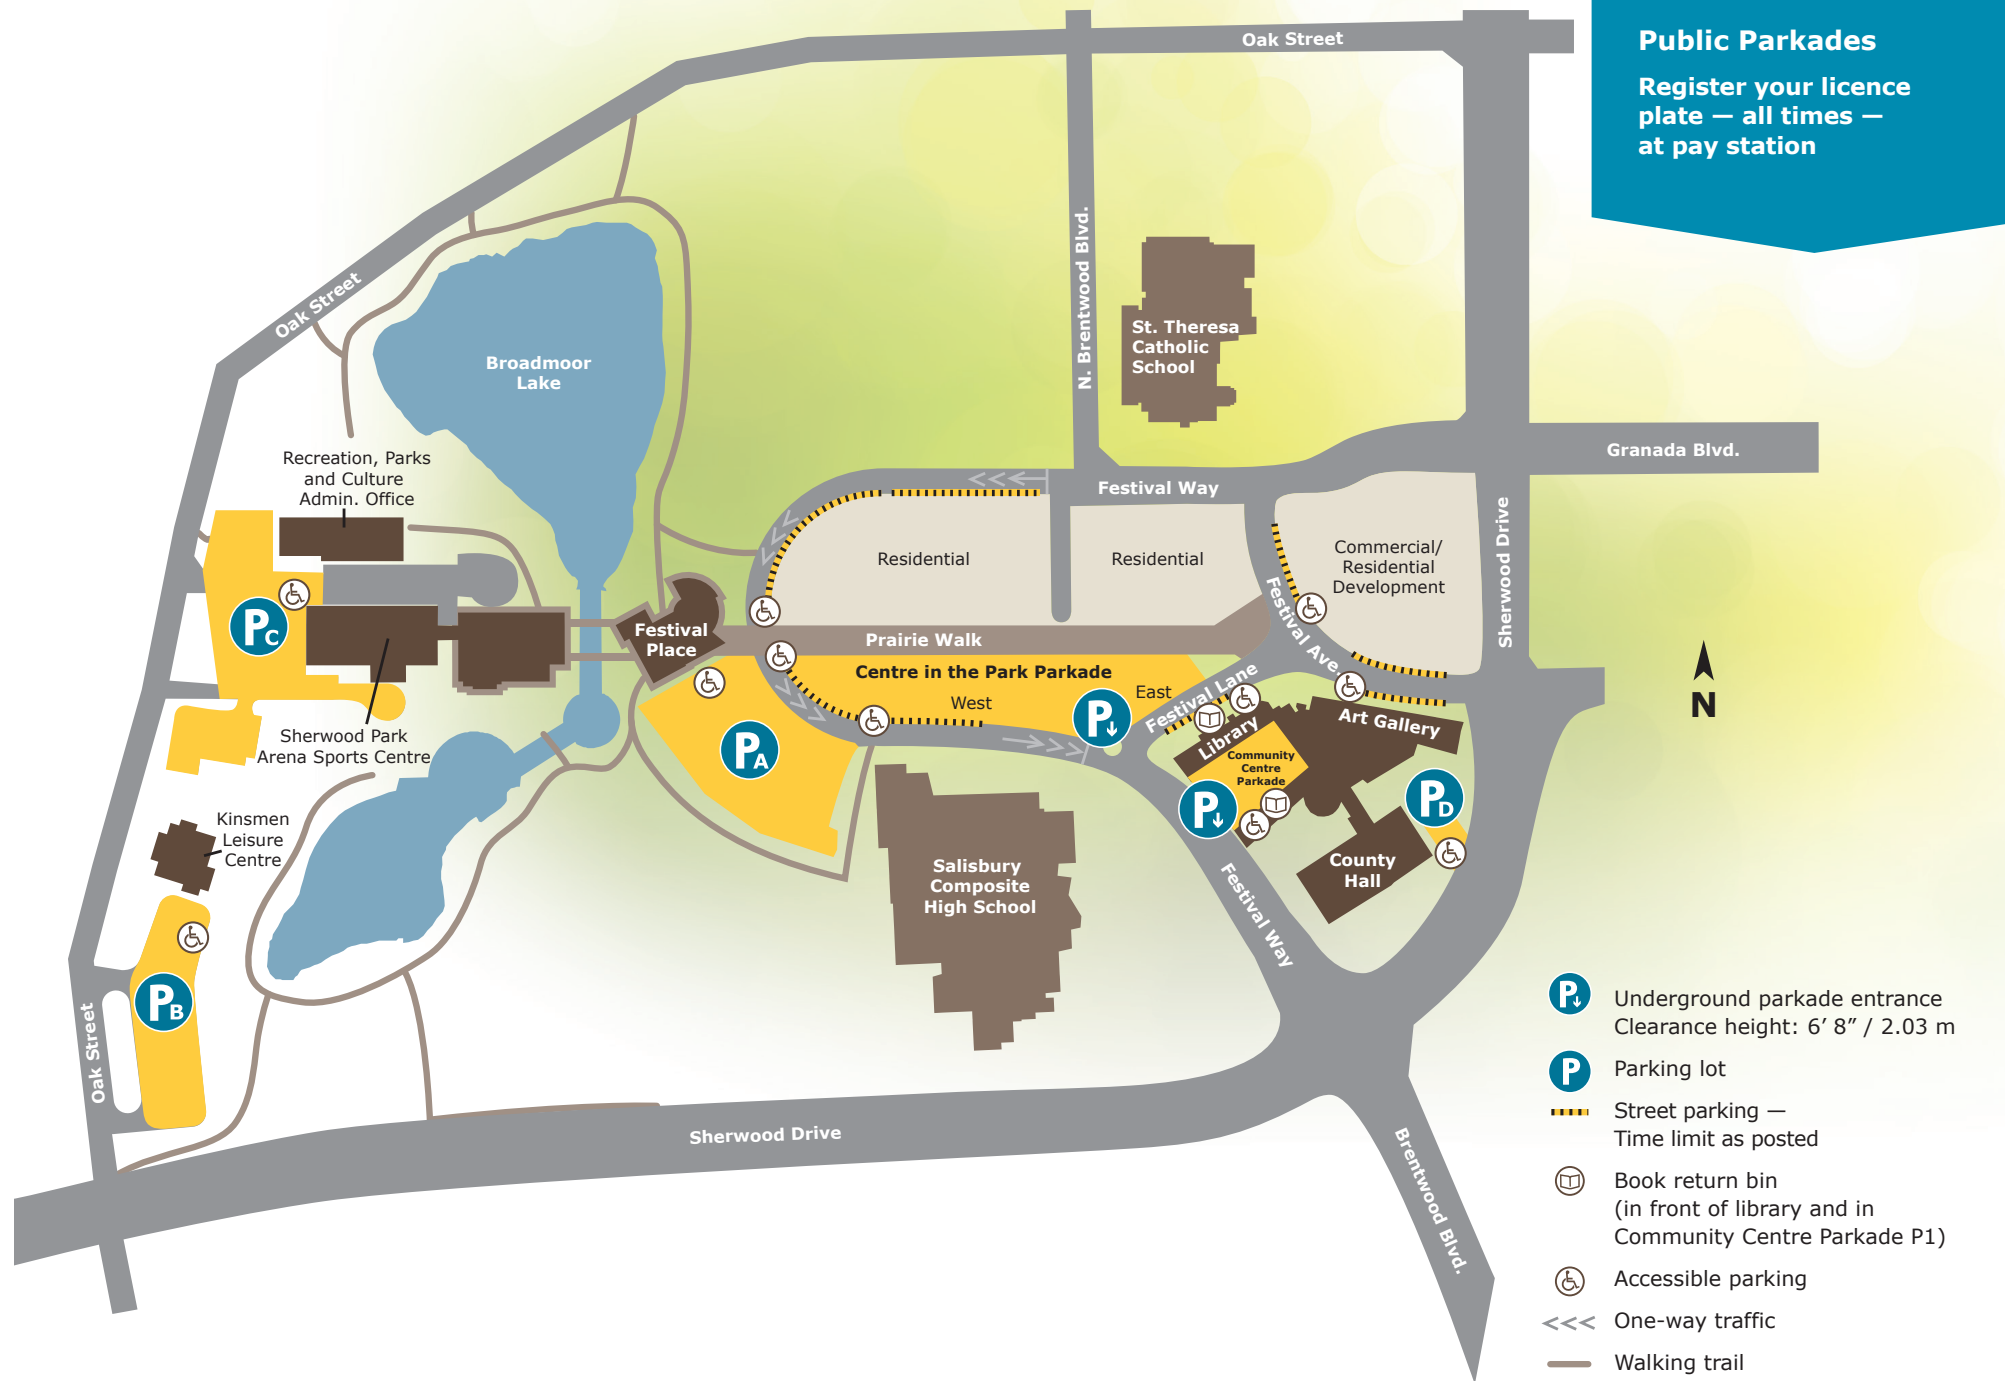 Public Parkades
Register your licence
plate — all times —
at pay station
Oak Street
Oak Street
N. Brentwood Blvd.
St. Theresa
Catholic
School
Broadmoor
Lake
Granada Blvd.
Recreation, Parks
and Culture
Admin. Office
Festival Way
Sherwood Drive
Residential
Residential
Commercial/
Residential
Development
Festival Ave.
PC
Festival
Place
Prairie Walk
Centre in the Park Parkade
West
East
Festival Lane
P
N
Sherwood Park
Arena Sports Centre
PA
Library
Art Gallery
Community
Centre
Parkade
P
PD
Kinsmen
Leisure
Centre
Salisbury
Composite
High School
County
Hall
Festival Way
PB
Oak Street
Sherwood Drive
Brentwood Blvd.
P
Underground parkade entrance
Clearance height: 6’ 8” / 2.03 m
P
Parking lot
Street parking —
Time limit as posted
Book return bin
(in front of library and in
Community Centre Parkade P1)
Accessible parking
One-way traffic
Walking trail